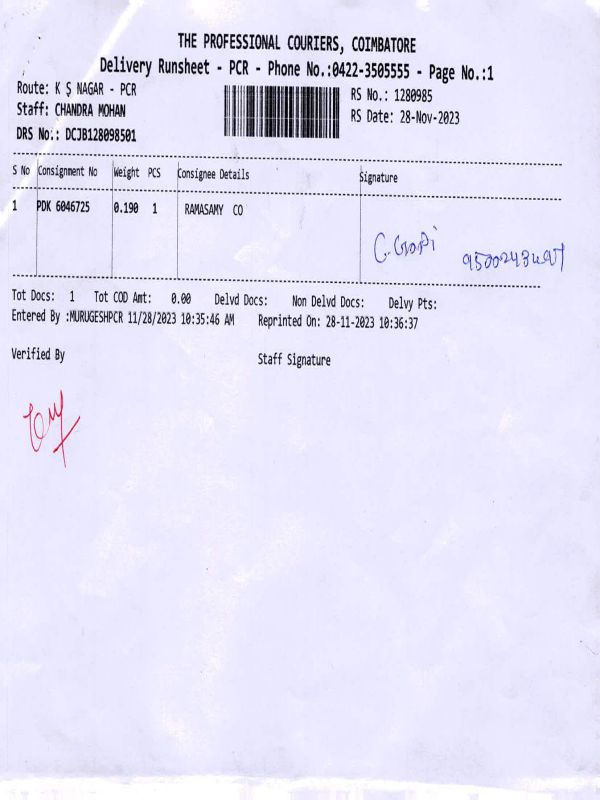 THE PROFESSIONAL COURIERS, COIMBATORE
Delivery Runsheet - PCR - Phone No.:0422-3505555 - Page No.:1
Route: K S NAGAR - PCR
RS No.: 1280985
Staff: CHANDRA MOHAN
RS Date: 28-Nov-2023
DRS No.: DCJB128098501
S No Consignment No Weight PCS Consignee Details Signature
1 PDK 6046725 0.190 1 RAMASAMY CO
C. Gopi
Tot Docs: 1 Tot COD Amt: 0.00 Delvd Docs: Non Delvd Docs: Delvy Pts:
Entered By :MURUGESHPCR 11/28/2023 10:35:46 AM Reprinted On: 28-11-2023 10:36:37
Verified By Staff Signature